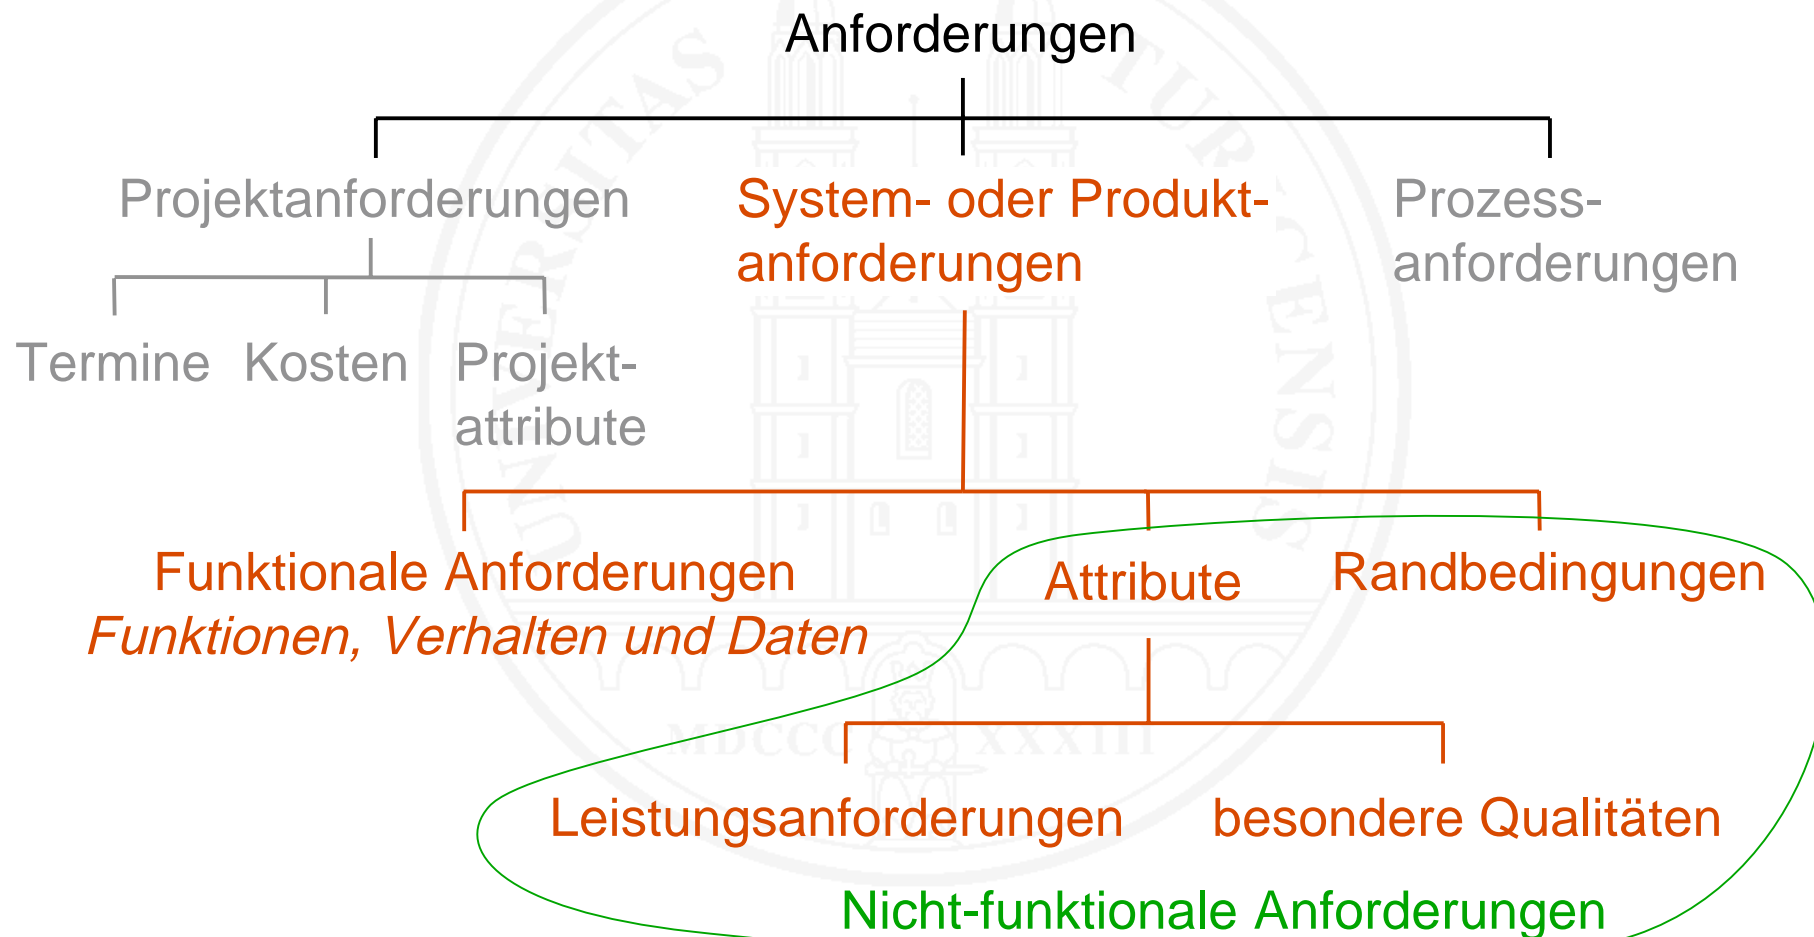 Anforderungen
Projektanforderungen
System- oder Produkt-
anforderungen
Prozess-
anforderungen
Termine
Kosten
Projekt-
attribute
Funktionale Anforderungen
Funktionen, Verhalten und Daten
Attribute
Randbedingungen
Leistungsanforderungen
besondere Qualitäten
Nicht-funktionale Anforderungen